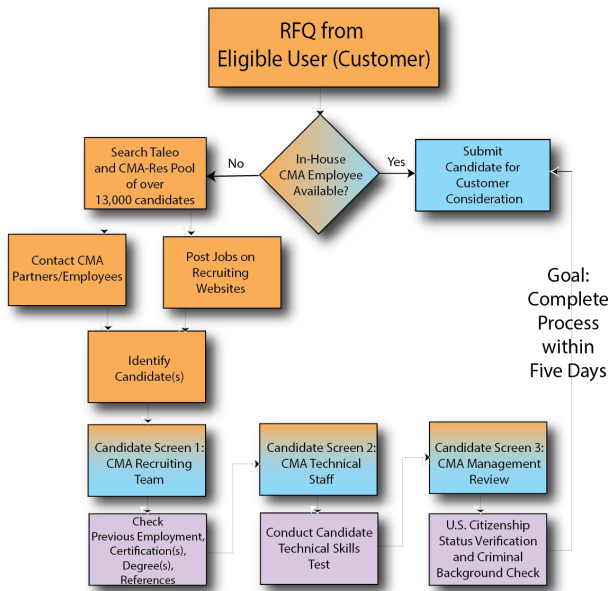 RFQ from
Eligible User (Customer)
No
In-House
CMA Employee
Available?
Yes
Search Taleo
and CMA-Res Pool
of over
13,000 candidates
Submit
Candidate for
Customer
Consideration
Contact CMA
Partners/Employees
Post Jobs on
Recruiting
Websites
Goal:
Complete
Process
within
Five Days
Identify
Candidate(s)
Candidate Screen 1:
CMA Recruiting
Team
Candidate Screen 2:
CMA Technical
Staff
Candidate Screen 3:
CMA Management
Review
Check
Previous Employment,
Certification(s),
Degree(s),
References
Conduct Candidate
Technical Skills
Test
U.S. Citizenship
Status Verification
and Criminal
Background Check